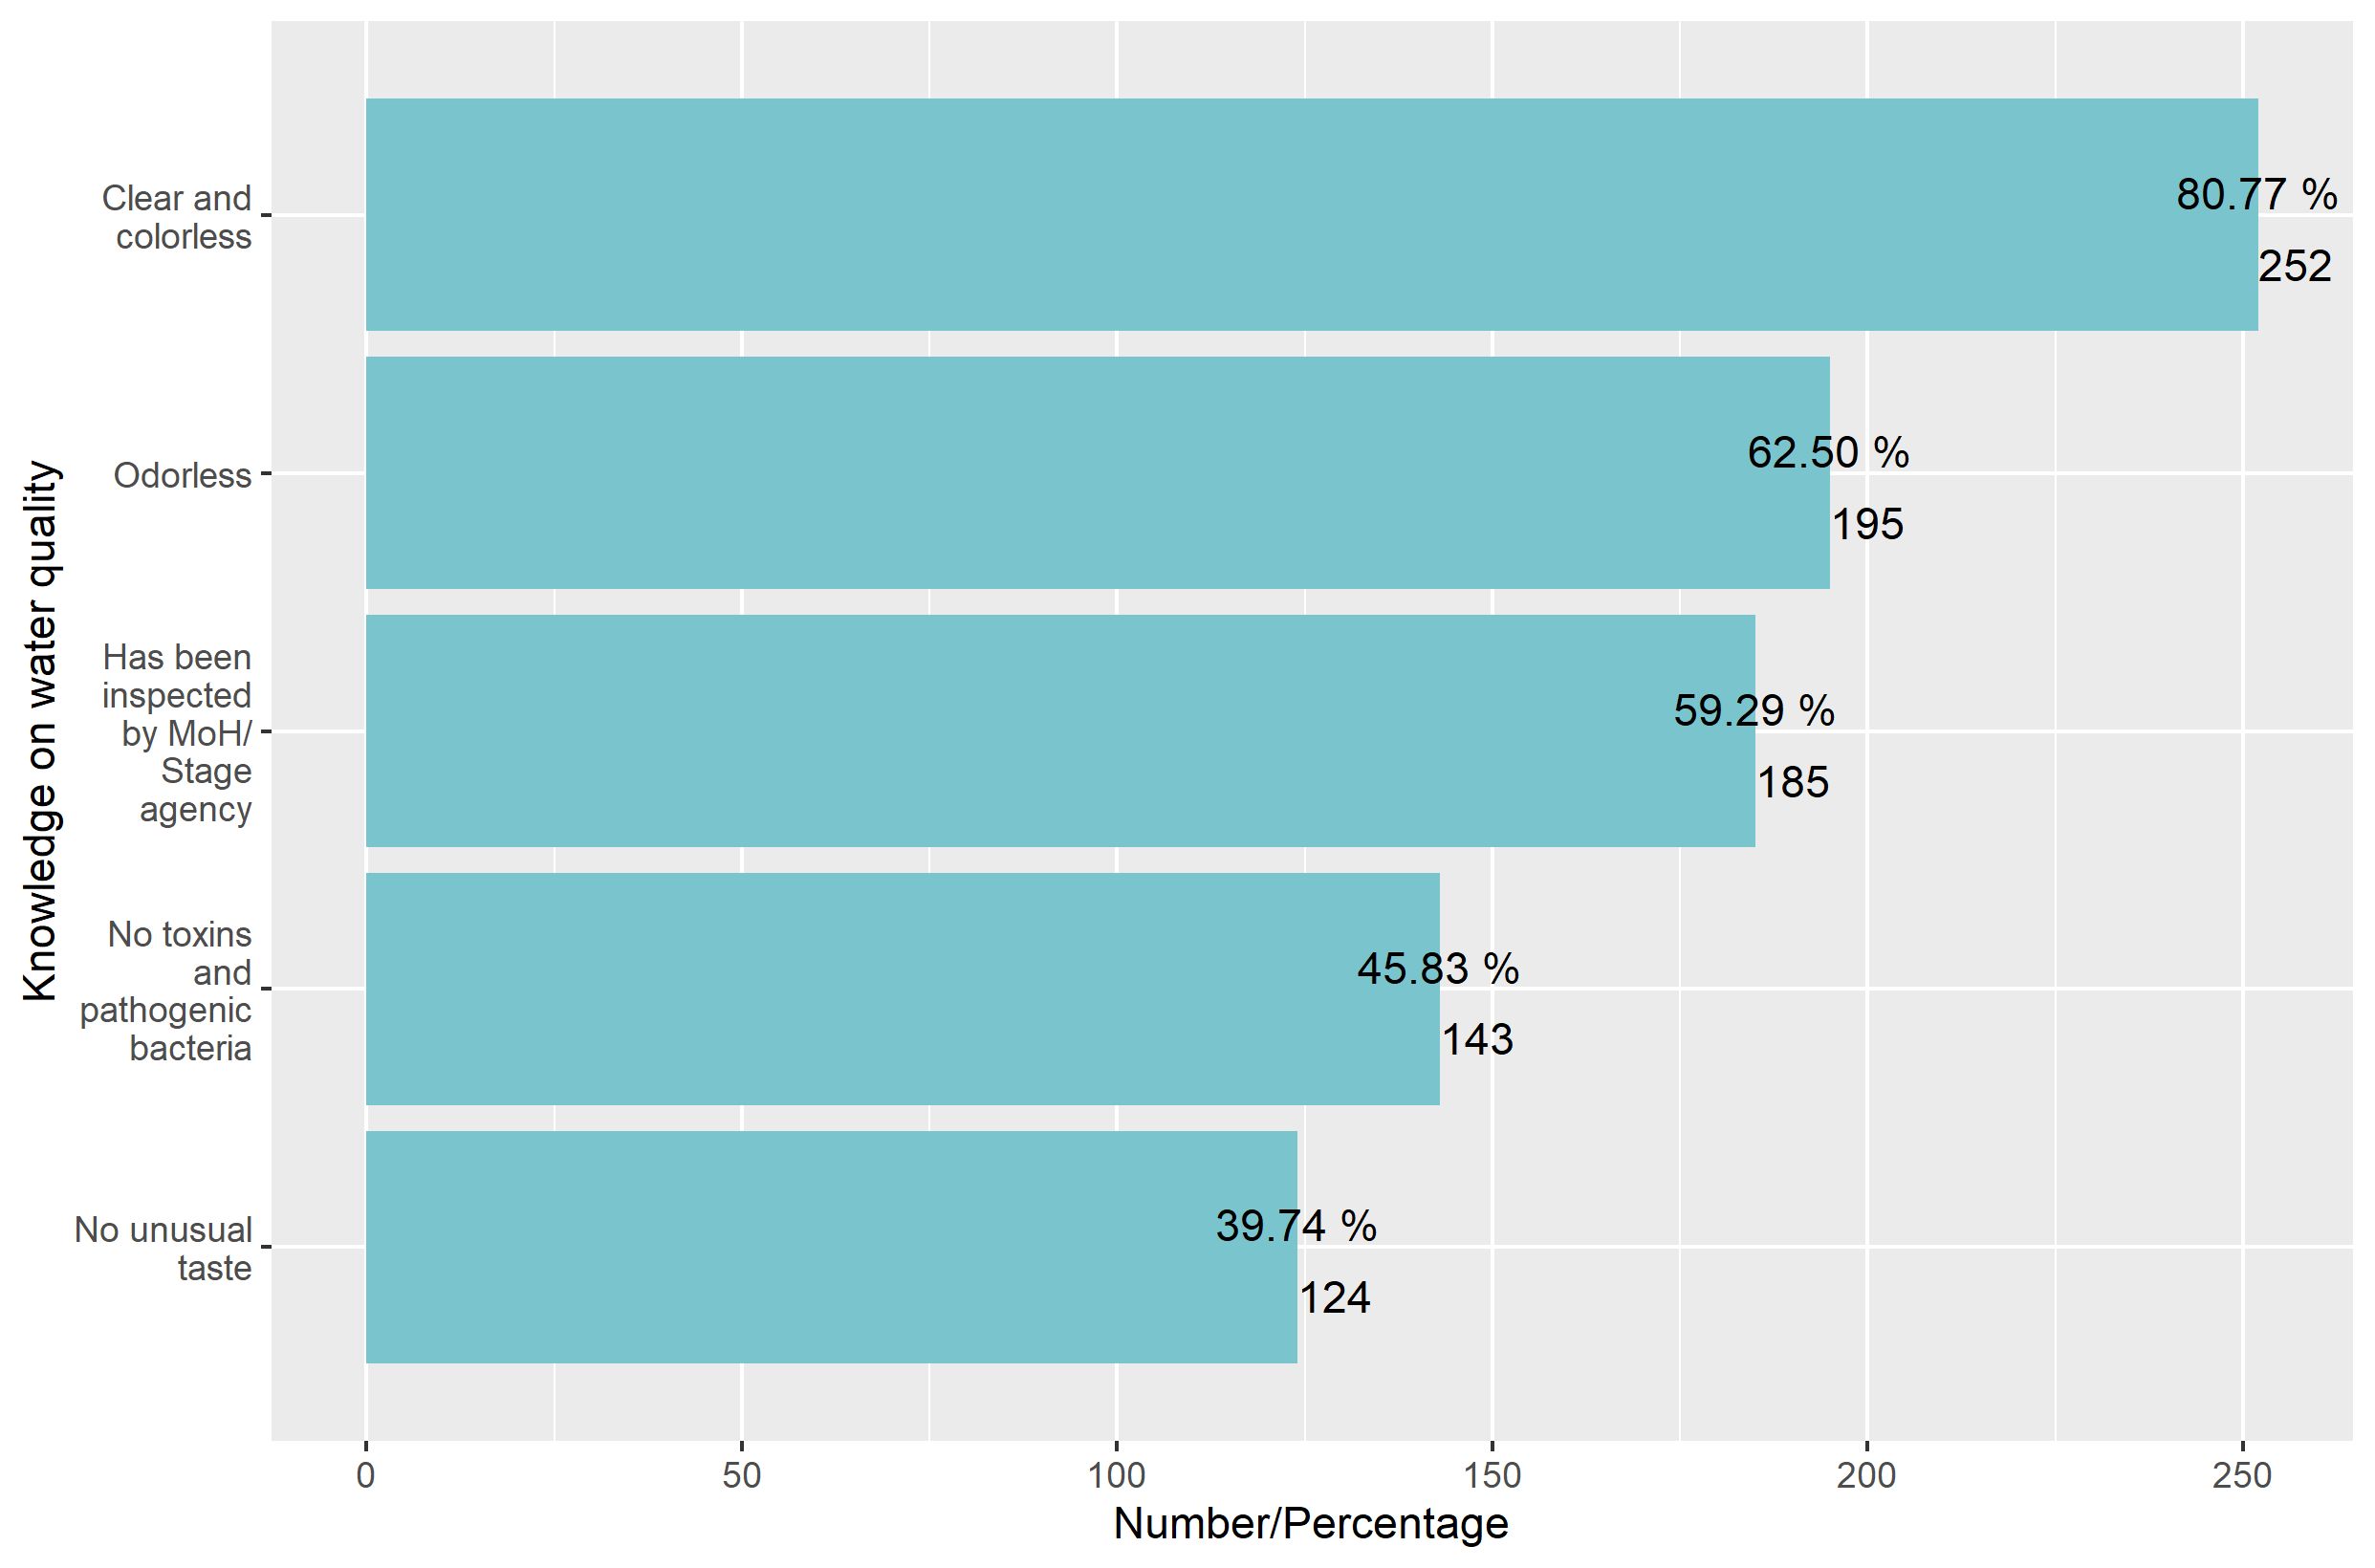 Knowledge on water quality
Clear and
colorless
80.77 %
252
Odorless
62.50 %
195
Has been
inspected
by MoH/
Stage
agency
59.29 %
185
No toxins
and
pathogenic
bacteria
45.83 %
143
No unusual
taste
39.74 %
124
0 50 100 150 200 250
Number/Percentage